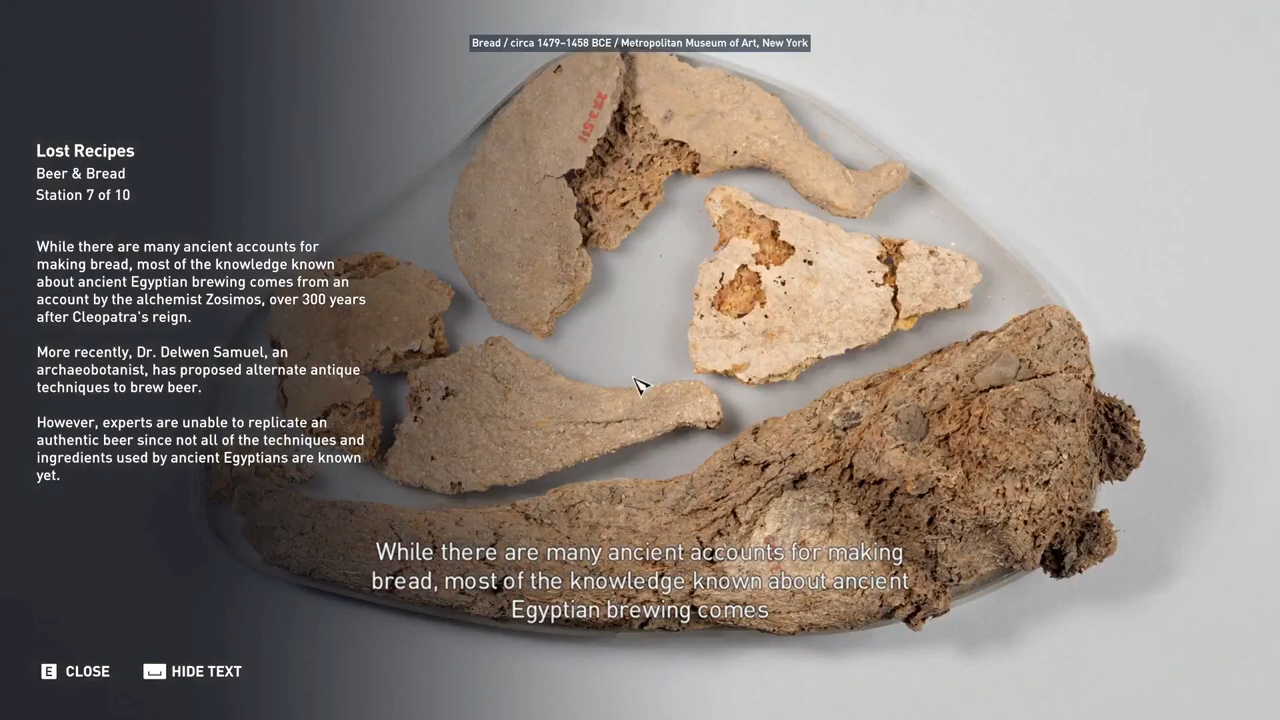 Bread / circa 1479–1458 BCE / Metropolitan Museum of Art, New York
Lost Recipes
Beer & Bread
Station 7 of 10
While there are many ancient accounts for
making bread, most of the knowledge known
about ancient Egyptian brewing comes from an
account by the alchemist Zosimos, over 300 years
after Cleopatra's reign.
More recently, Dr. Delwen Samuel, an
archaeobotanist, has proposed alternate antique
techniques to brew beer.
However, experts are unable to replicate an
authentic beer since not all of the techniques and
ingredients used by ancient Egyptians are known
yet.
While there are many ancient accounts for making
bread, most of the knowledge known about ancient
Egyptian brewing comes
E CLOSE
HIDE TEXT